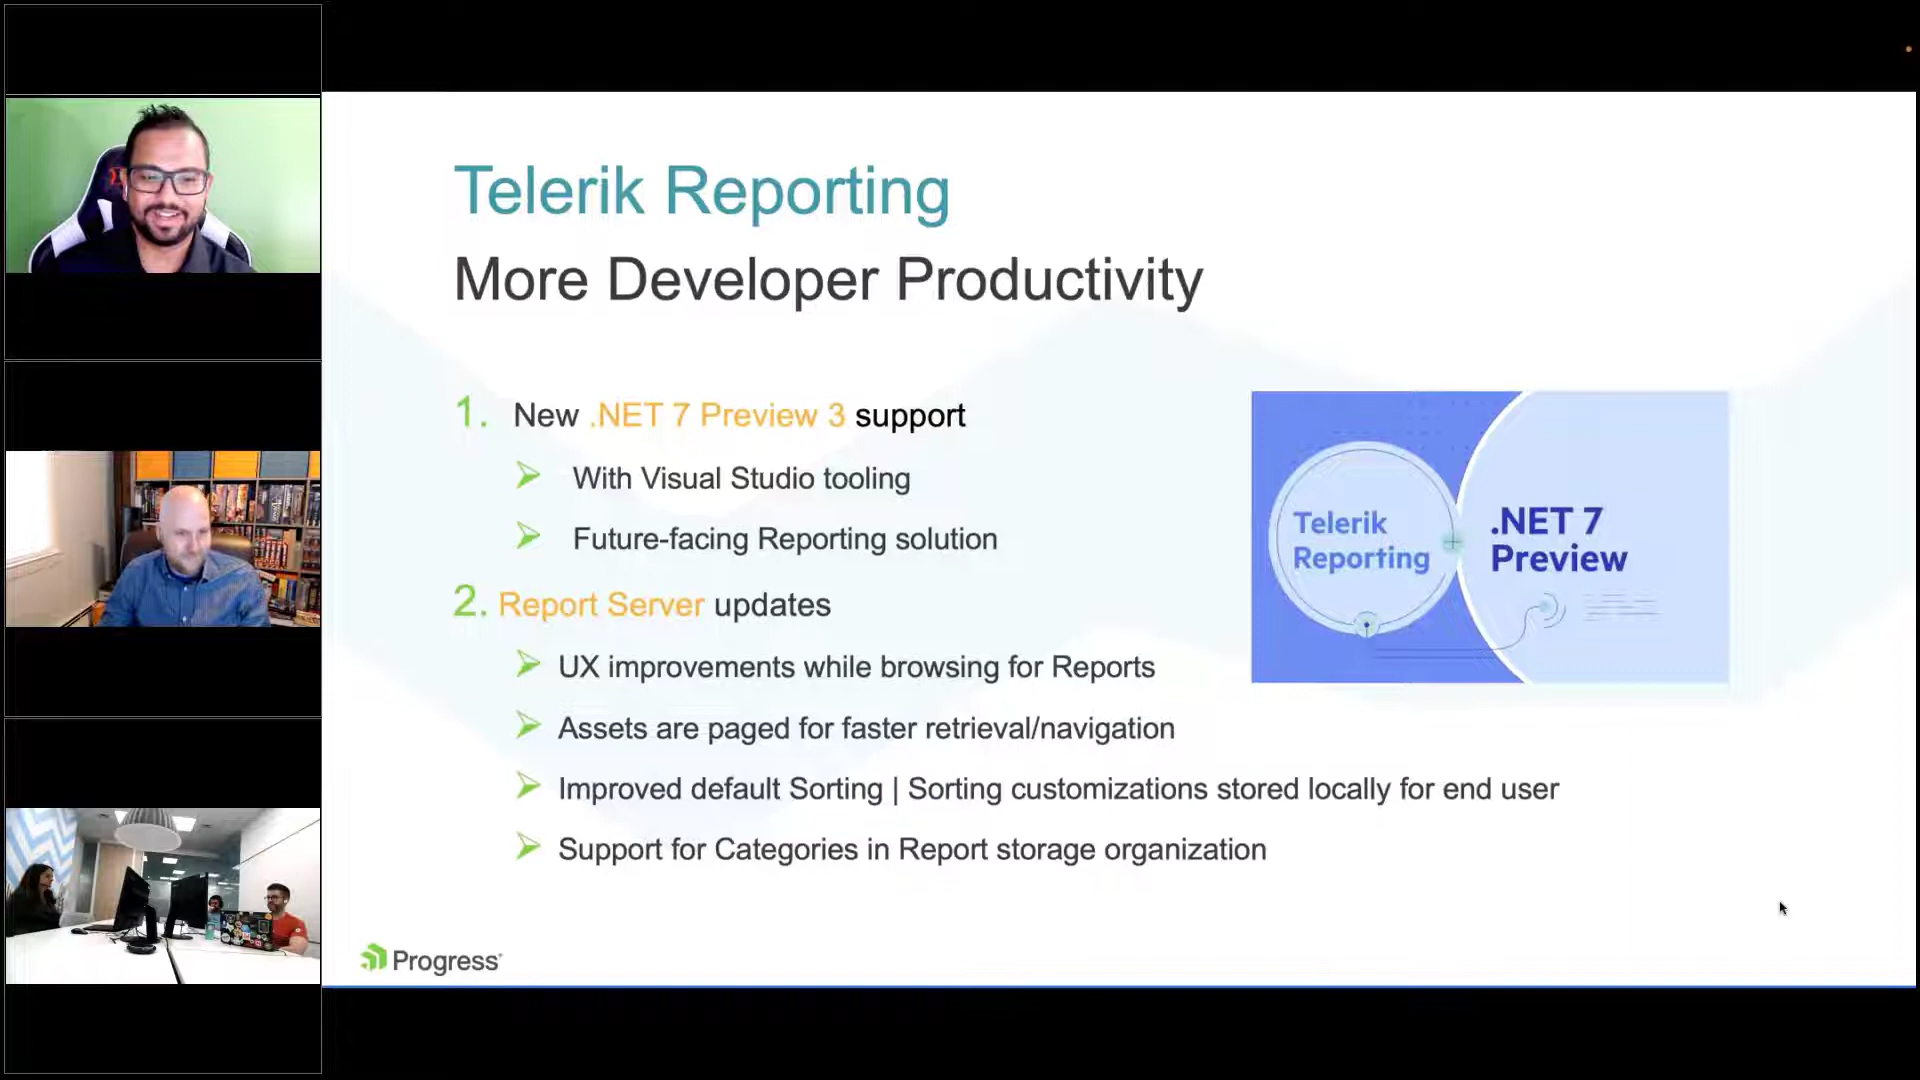 Telerik Reporting
More Developer Productivity
1. New .NET 7 Preview 3 support
With Visual Studio tooling
Future-facing Reporting solution
2. Report Server updates
UX improvements while browsing for Reports
Assets are paged for faster retrieval/navigation
Improved default Sorting | Sorting customizations stored locally for end user
Support for Categories in Report storage organization
Telerik
Reporting
.NET 7
Preview
Progress